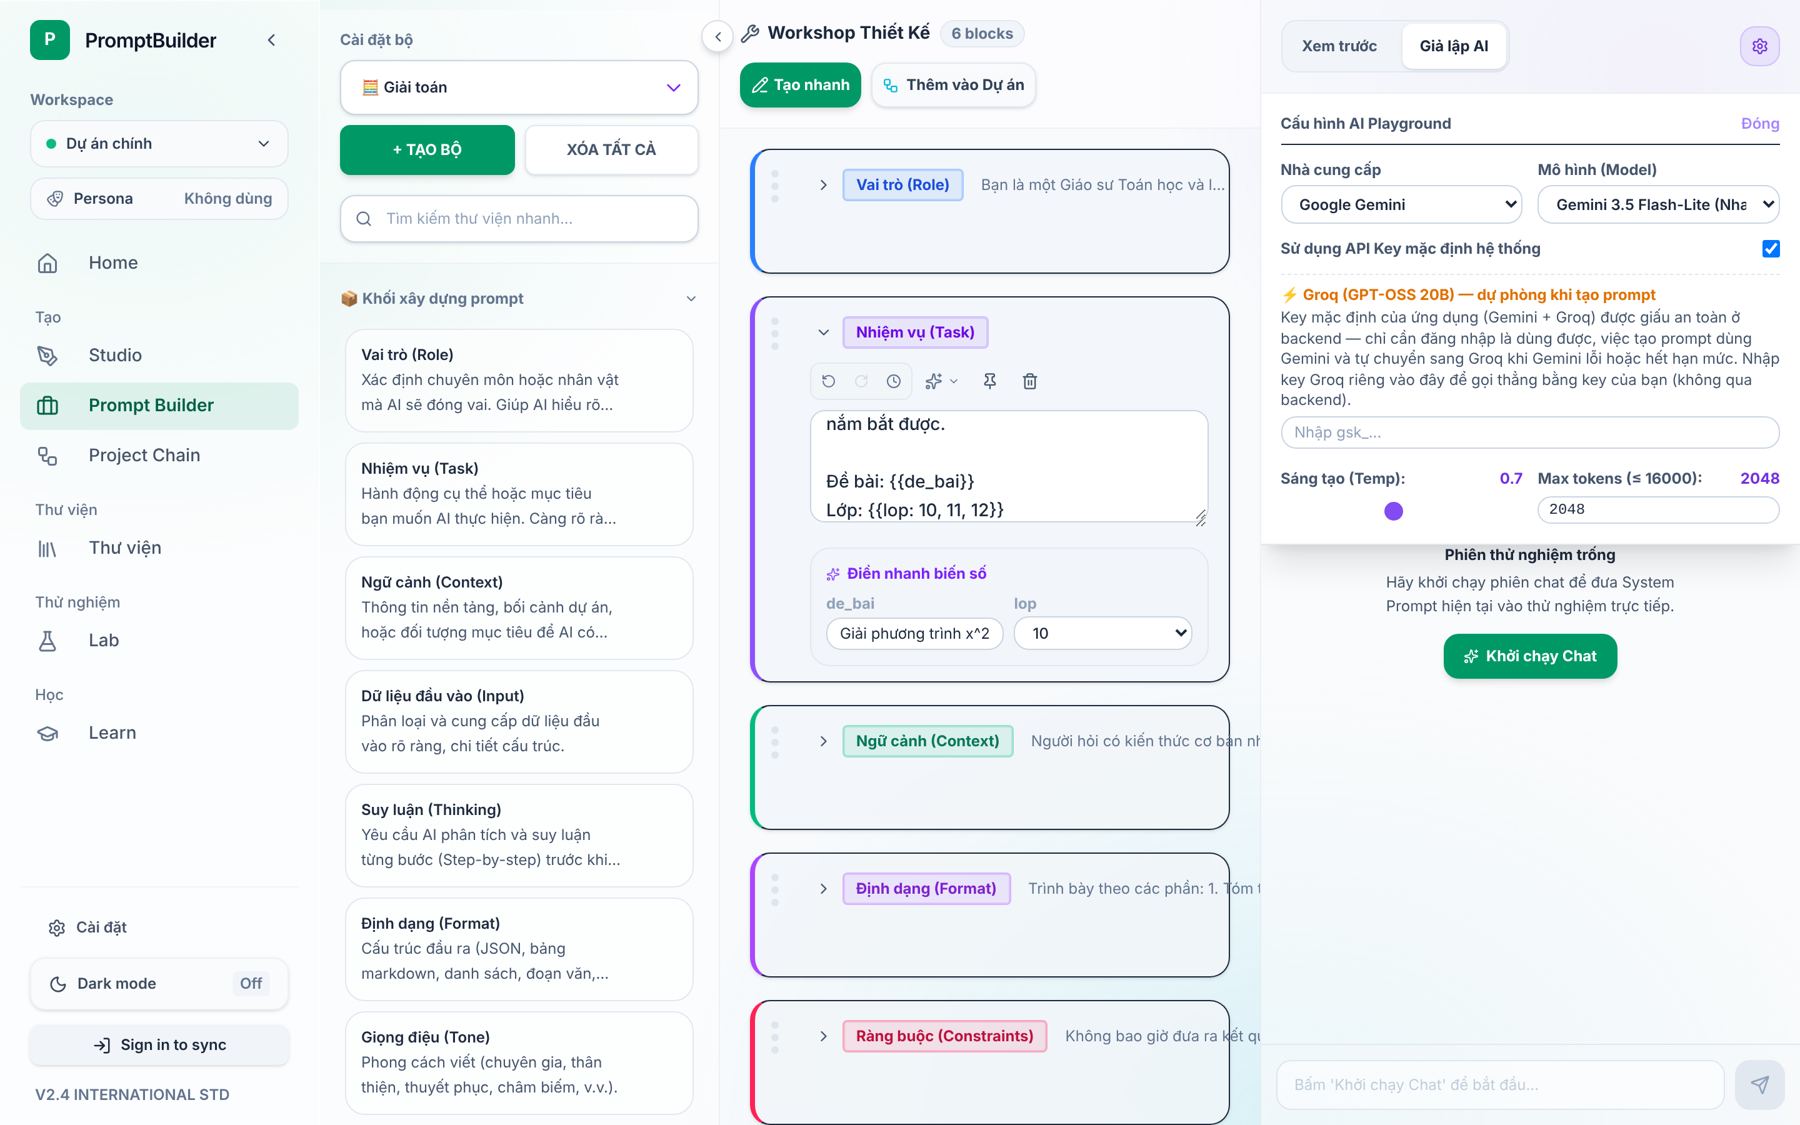 P PromptBuilder
Workspace
Dự án chính
Persona Không dùng
Home
Tạo
Studio
Prompt Builder
Project Chain
Thư viện
Thư viện
Thử nghiệm
Lab
Học
Learn
Cài đặt
Dark mode Off
Sign in to sync
V2.4 INTERNATIONAL STD
Cài đặt bộ
Giải toán
+ TẠO BỘ XÓA TẤT CẢ
Tìm kiếm thư viện nhanh...
Khối xây dựng prompt
Vai trò (Role)
Xác định chuyên môn hoặc nhân vật
mà AI sẽ đóng vai. Giúp AI hiểu rõ...
Nhiệm vụ (Task)
Hành động cụ thể hoặc mục tiêu
bạn muốn AI thực hiện. Càng rõ rà...
Ngữ cảnh (Context)
Thông tin nền tảng, bối cảnh dự án,
hoặc đối tượng mục tiêu để AI có...
Dữ liệu đầu vào (Input)
Phân loại và cung cấp dữ liệu đầu
vào rõ ràng, chi tiết cấu trúc.
Suy luận (Thinking)
Yêu cầu AI phân tích và suy luận
từng bước (Step-by-step) trước khi...
Định dạng (Format)
Cấu trúc đầu ra (JSON, bảng
markdown, danh sách, đoạn văn,...
Giọng điệu (Tone)
Phong cách viết (chuyên gia, thân
thiện, thuyết phục, châm biếm, v.v.).
Workshop Thiết Kế 6 blocks
Tạo nhanh Thêm vào Dự án
Vai trò (Role) Bạn là một Giáo sư Toán học và l...
Nhiệm vụ (Task)
nắm bắt được.
Đề bài: {{de_bai}}
Lớp: {{lop: 10, 11, 12}}
Điền nhanh biến số
de_bai lop
Giải phương trình x^2 10
Ngữ cảnh (Context) Người hỏi có kiến thức cơ bản nh
Định dạng (Format) Trình bày theo các phần: 1. Tóm t
Ràng buộc (Constraints) Không bao giờ đưa ra kết qu
Xem trước Giả lập AI
Cấu hình AI Playground Đóng
Nhà cung cấp Mô hình (Model)
Google Gemini Gemini 3.5 Flash-Lite (Nha
Sử dụng API Key mặc định hệ thống
⚡ Groq (GPT-OSS 20B) — dự phòng khi tạo prompt
Key mặc định của ứng dụng (Gemini + Groq) được giấu an toàn ở
backend — chỉ cần đăng nhập là dùng được, việc tạo prompt dùng
Gemini và tự chuyển sang Groq khi Gemini lỗi hoặc hết hạn mức. Nhập
key Groq riêng vào đây để gọi thẳng bằng key của bạn (không qua
backend).
Nhập gsk_...
Sáng tạo (Temp): 0.7 Max tokens (≤ 16000): 2048
2048
Phiên thử nghiệm trống
Hãy khởi chạy phiên chat để đưa System
Prompt hiện tại vào thử nghiệm trực tiếp.
Khởi chạy Chat
Bấm 'Khởi chạy Chat' để bắt đầu...